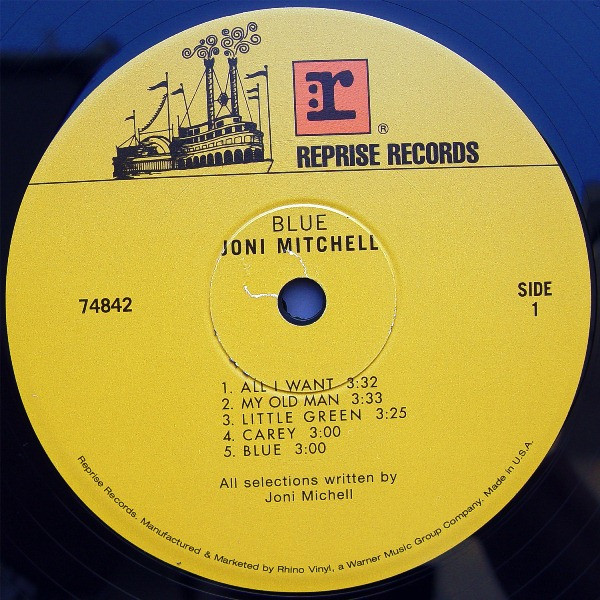 r
®
REPRISE RECORDS
BLUE
JONI MITCHELL
74842
SIDE
1
1. ALL I WANT 3:32
2. MY OLD MAN 3:33
3. LITTLE GREEN 3:25
4. CAREY 3:00
5. BLUE 3:00
All selections written by
Joni Michell
Reprise Records. Manufactured & Marketed by Rhino Vinyl, a Warner Music Group Company. Made in U.S.A.